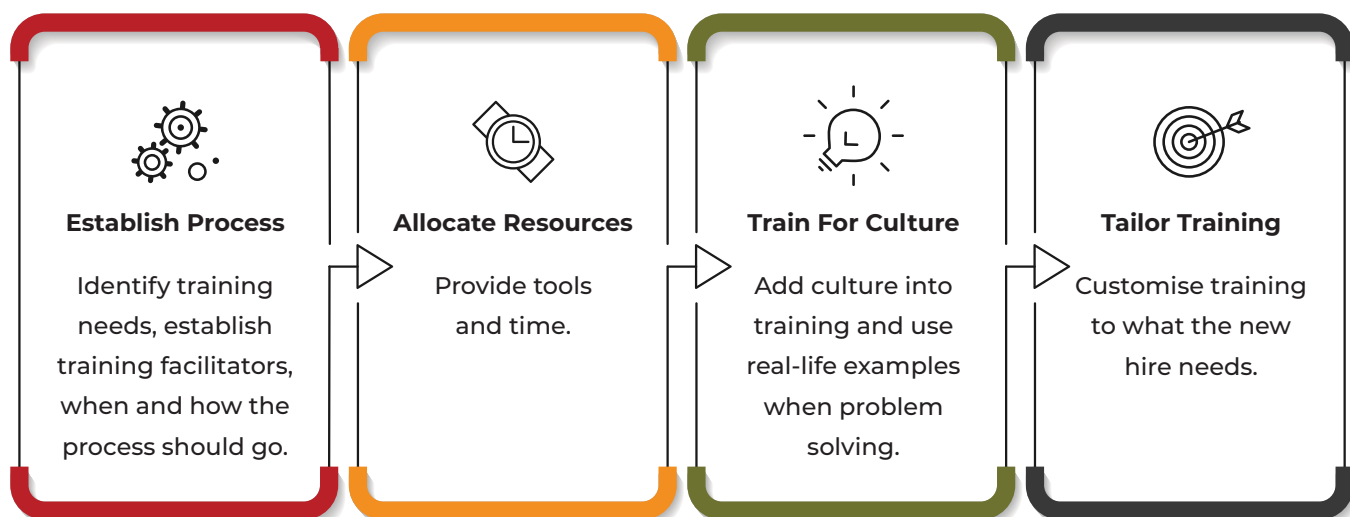 Establish Process
Identify training
needs, establish
training facilitators,
when and how the
process should go.
Allocate Resources
Provide tools
and time.
Train For Culture
Add culture into
training and use
real-life examples
when problem
solving.
Tailor Training
Customise training
to what the new
hire needs.